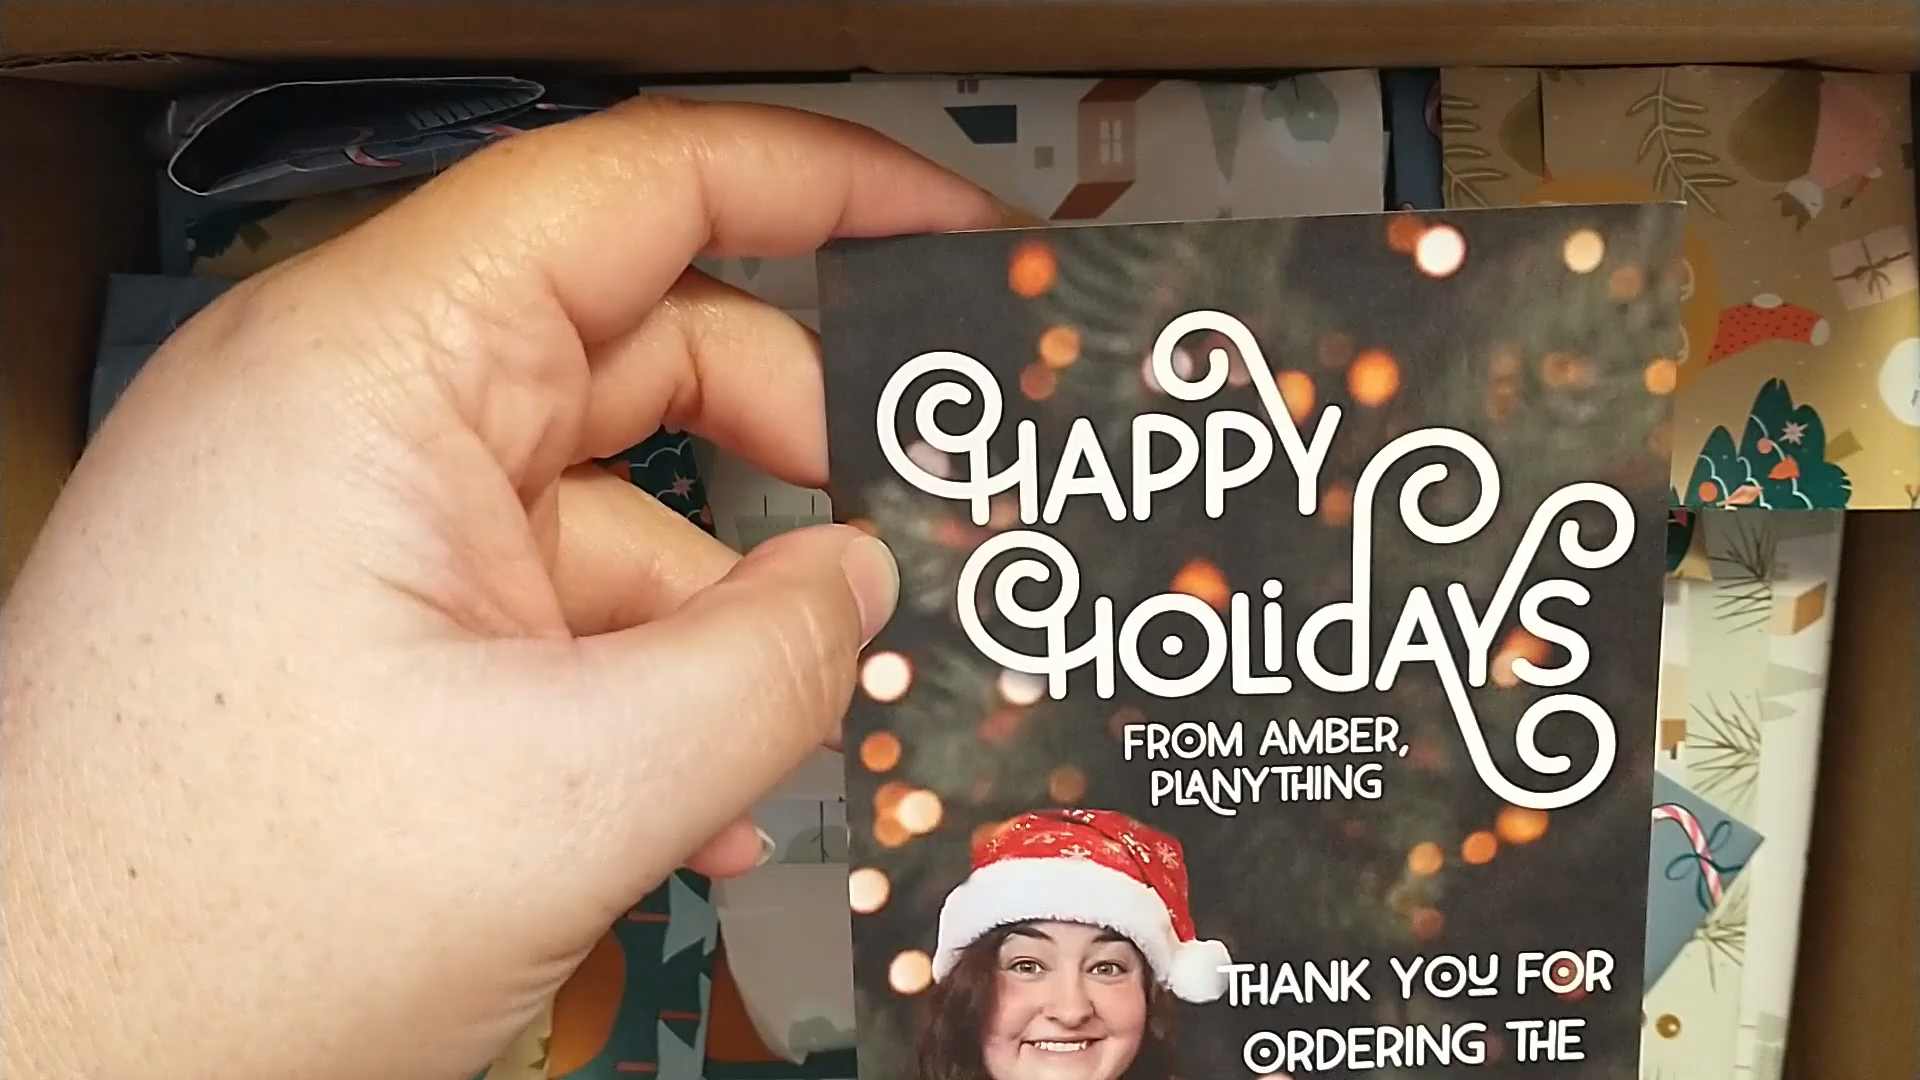 HAPPY
HOLidAYS
FROM AMBER,
PLANYTHING
THANK YOU FOR
ORDERING THE